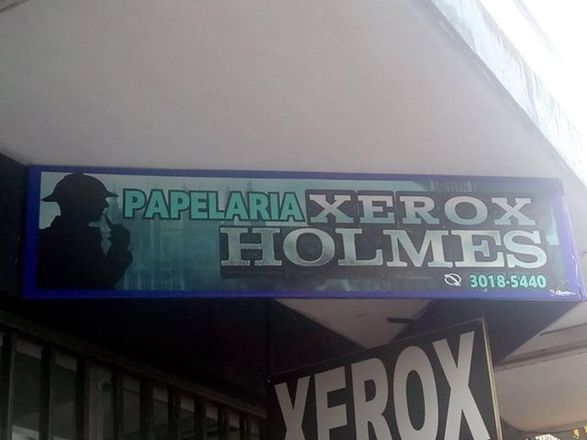 PAPELARIA XEROX
HOLMES
3018-5440
XEROX